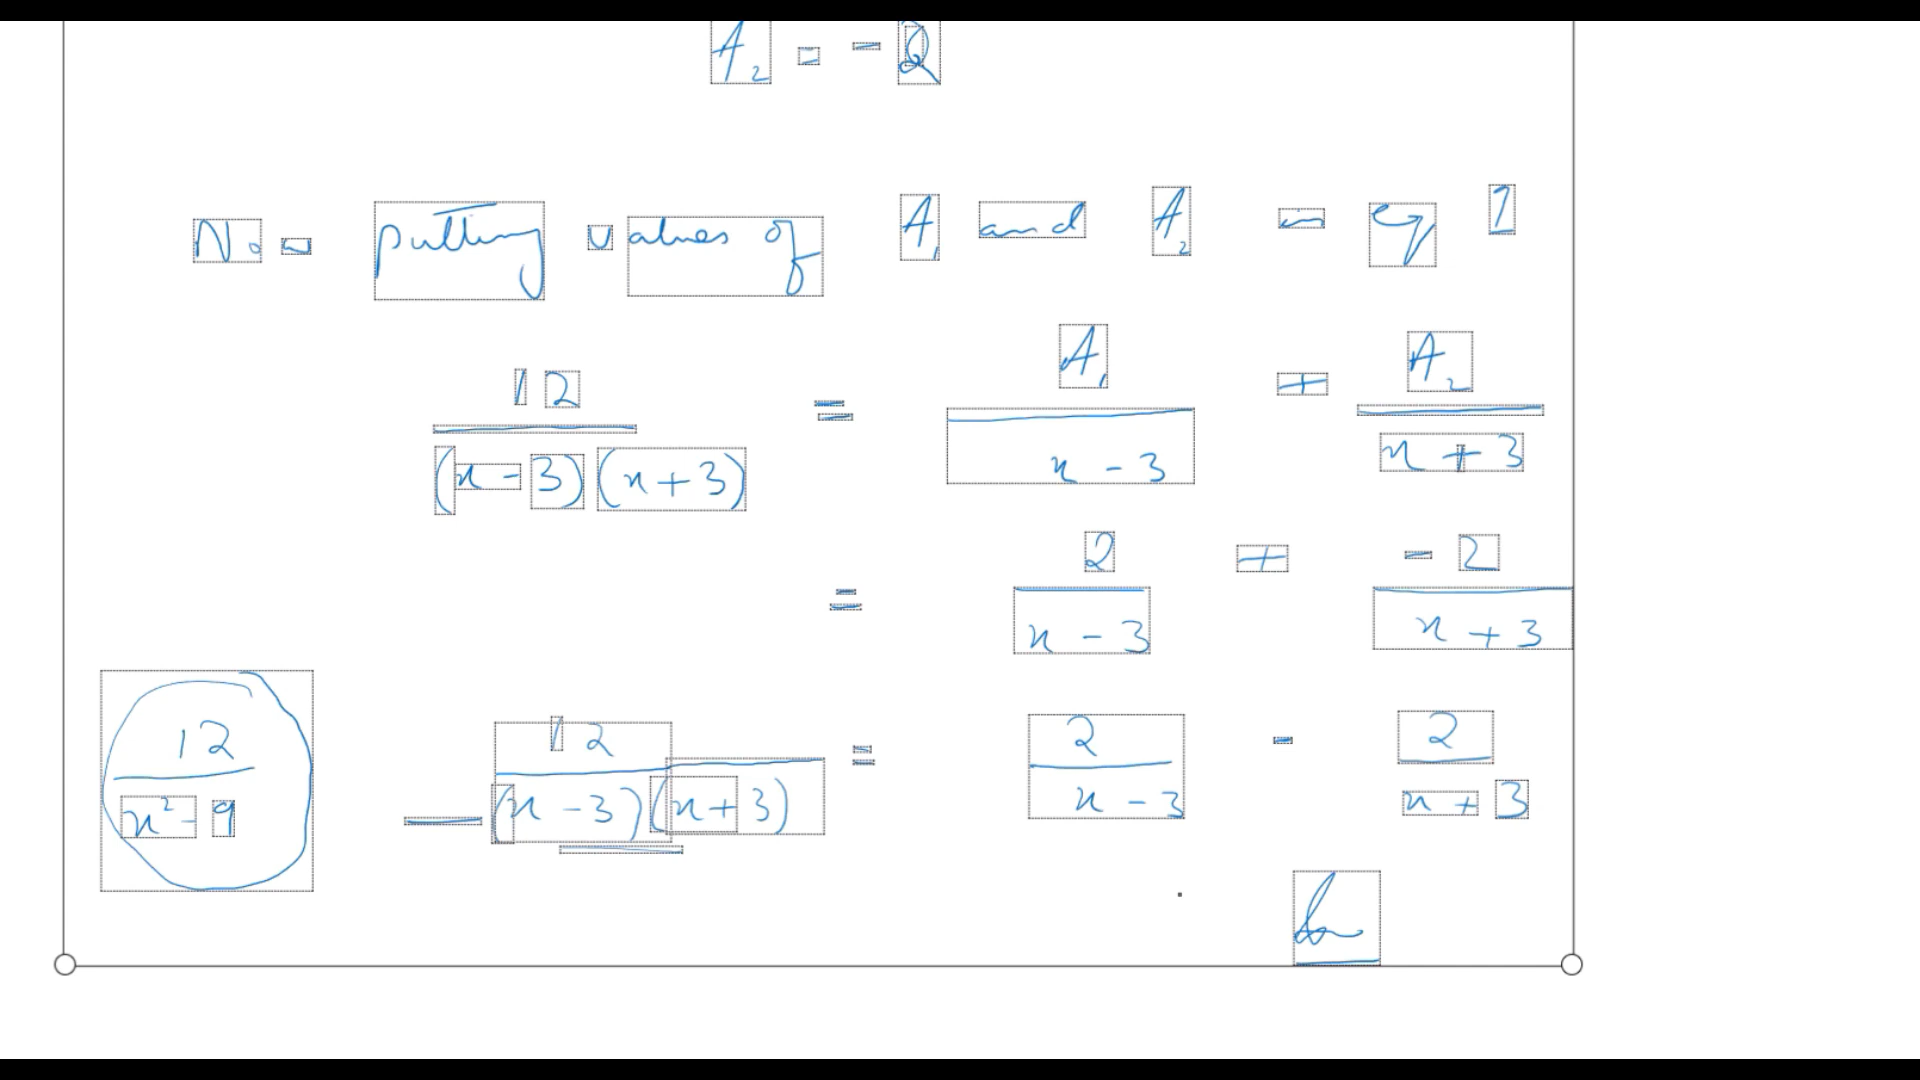 A₂ = -2
Now putting values of A₁ and A₂ in eq 1
12 / (x-3)(x+3) = A₁ / x-3 + A₂ / x+3
= 2 / x-3 + -2 / x+3
12 / x²-9 — 12 / (x-3)(x+3) = 2 / x-3 - 2 / x+3